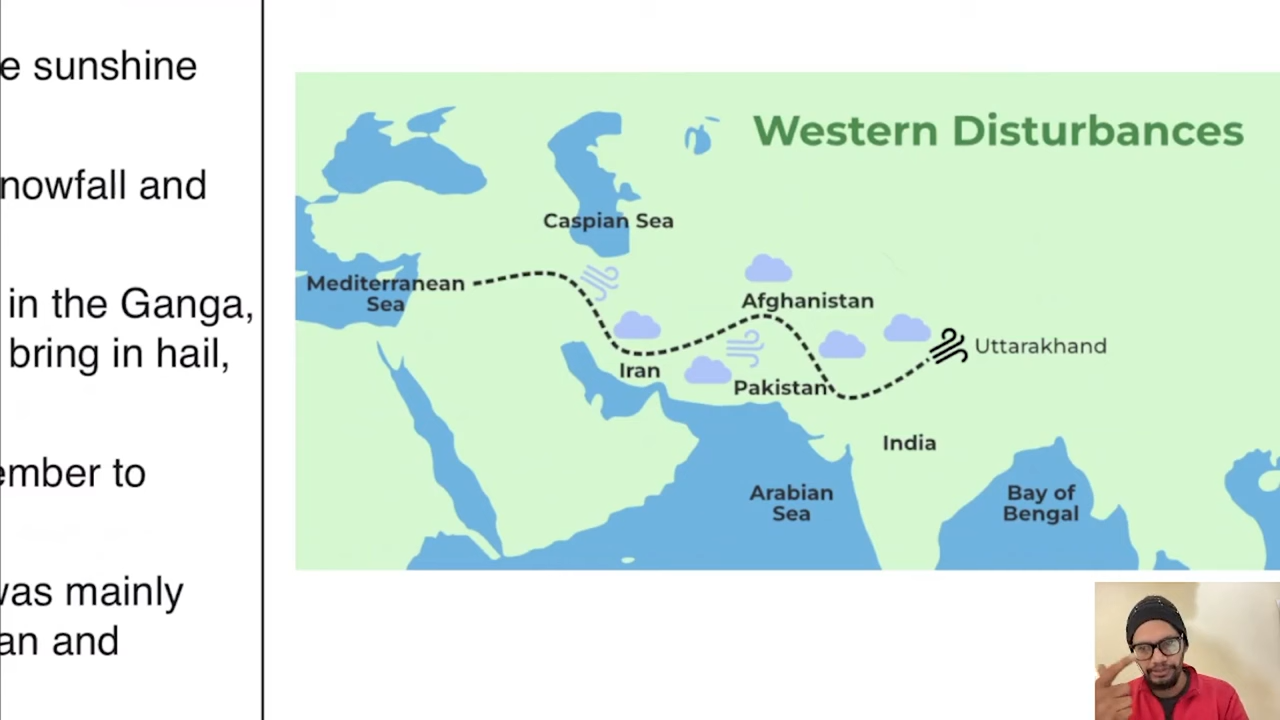 e sunshine
nowfall and
in the Ganga,
bring in hail,
ember to
was mainly
an and
Western Disturbances
Caspian Sea
Mediterranean
Sea
Afghanistan
Uttarakhand
Iran
Pakistan
India
Arabian
Sea
Bay of
Bengal